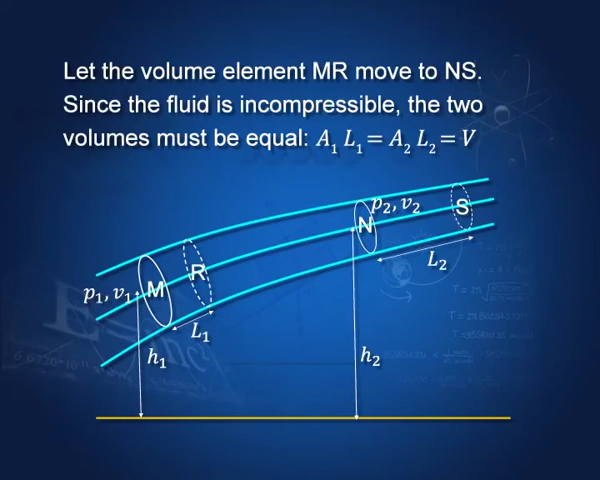 Let the volume element MR move to NS.
Since the fluid is incompressible, the two
volumes must be equal: A₁ L₁ = A₂ L₂ = V
p₂, v₂
S
N
R
L₂
p₁, v₁
M
L₁
h₁
h₂